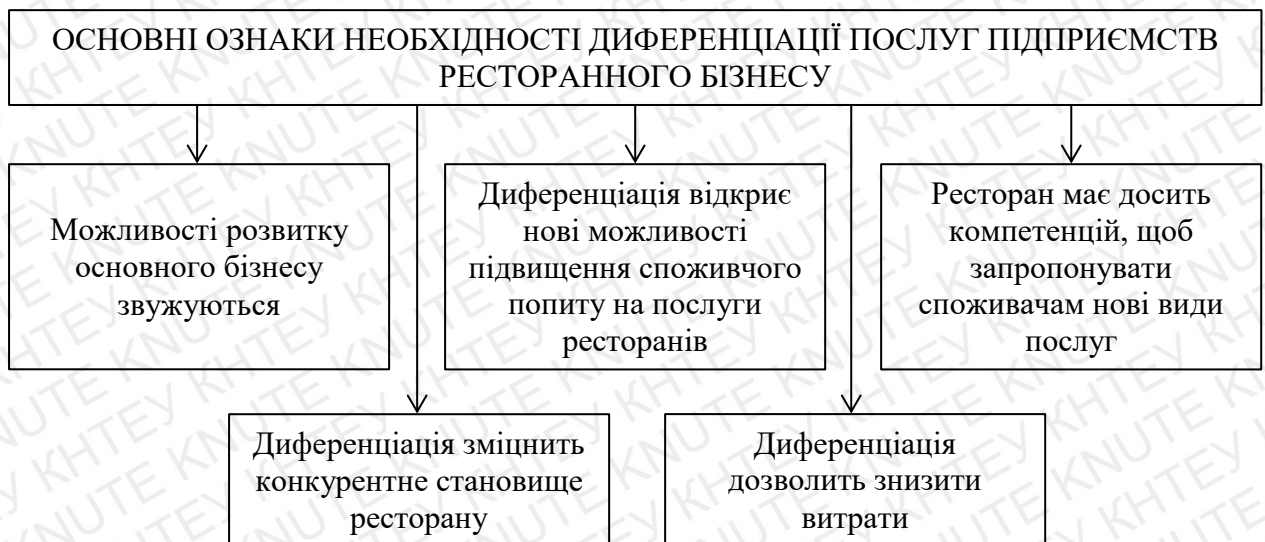 ОСНОВНІ ОЗНАКИ НЕОБХІДНОСТІ ДИФЕРЕНЦІАЦІЇ ПОСЛУГ ПІДПРИЄМСТВ
РЕСТОРАННОГО БІЗНЕСУ
Можливості розвитку
основного бізнесу
звужуються
Диференціація відкриє
нові можливості
підвищення споживчого
попиту на послуги
ресторанів
Ресторан має досить
компетенцій, щоб
запропонувати
споживачам нові види
послуг
Диференціація зміцнить
конкурентне становище
ресторану
Диференціація
дозволить знизити
витрати